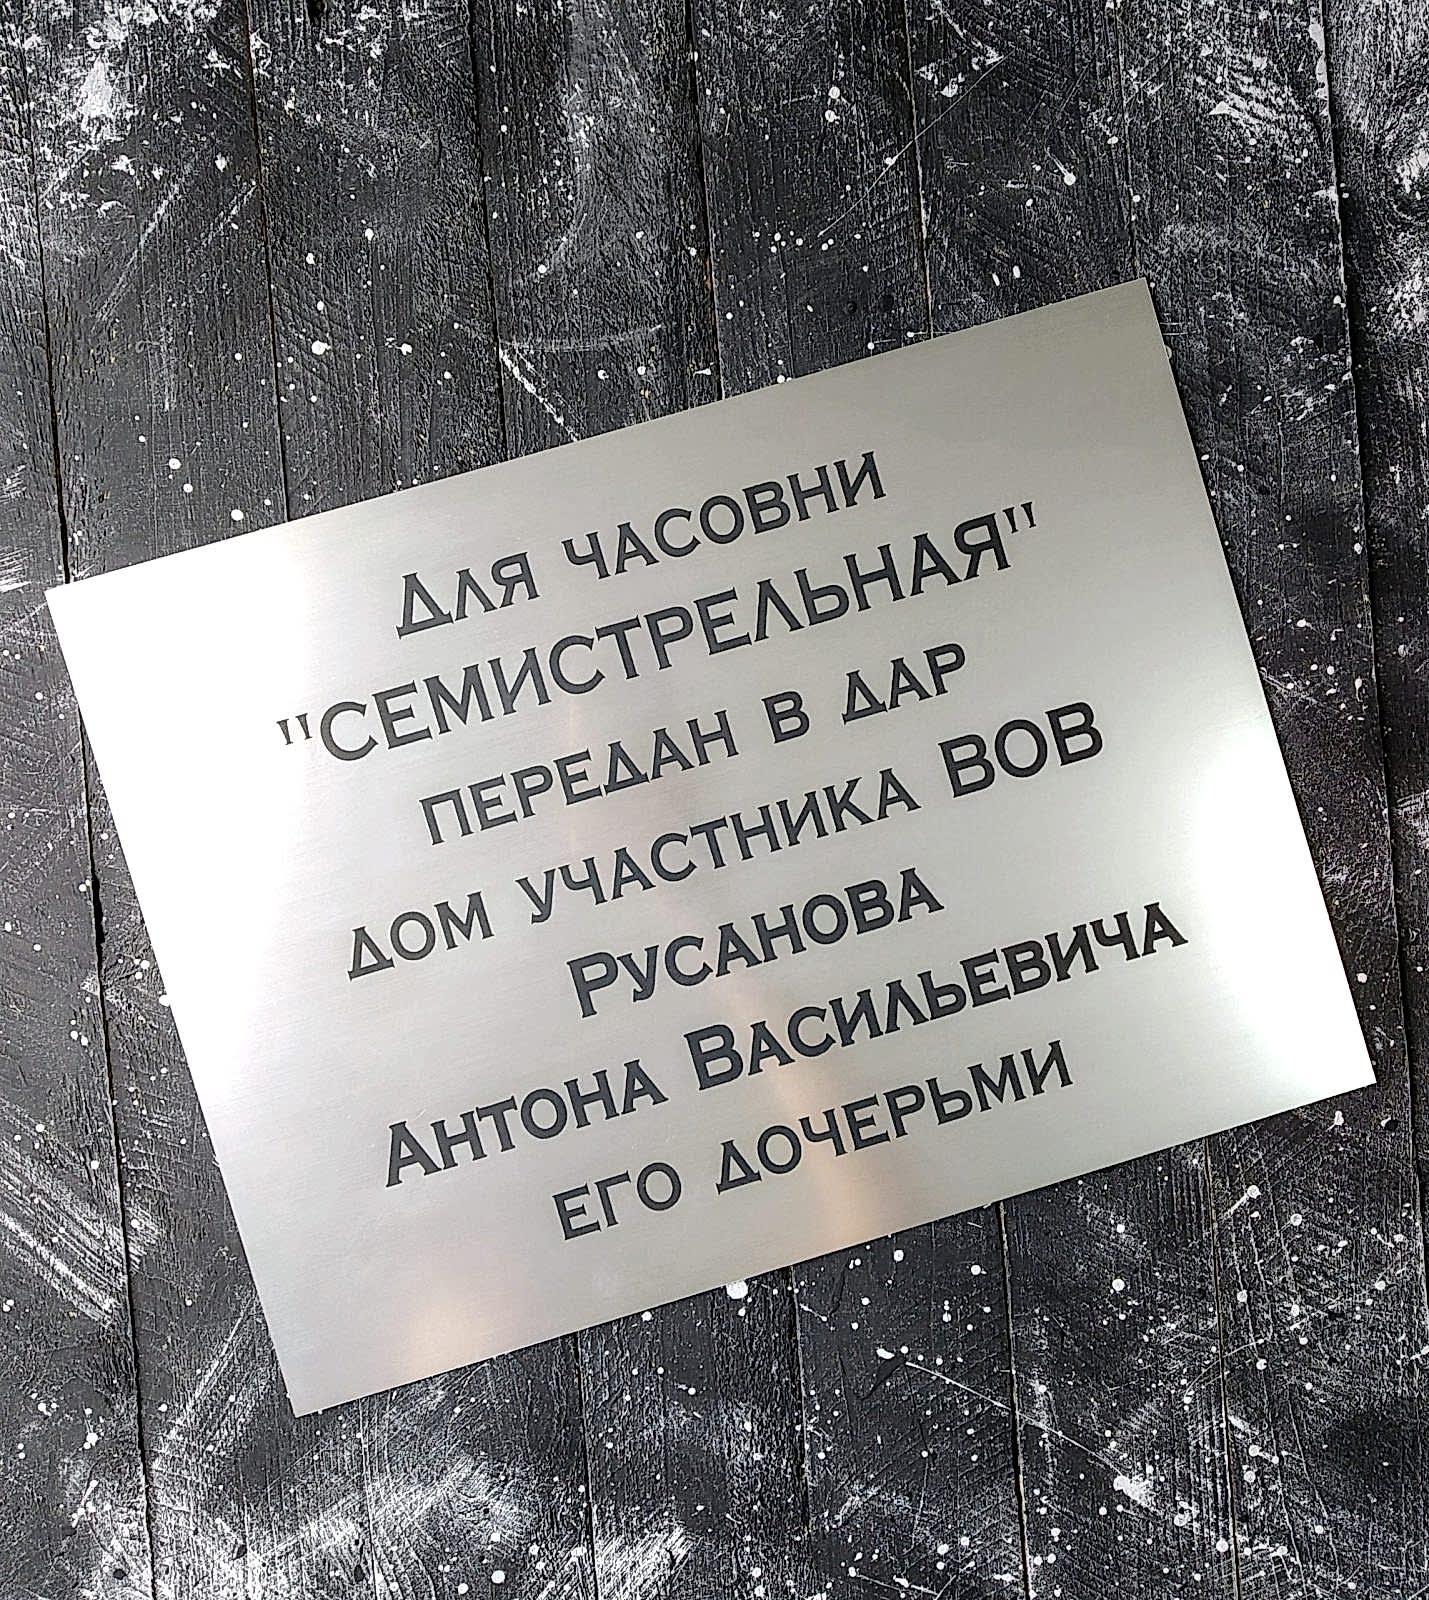 Для часовни
"СЕМИСТРЕЛЬНАЯ"
передан в дар
дом участника ВОВ
Русанова
Антона Васильевича
его дочерьми